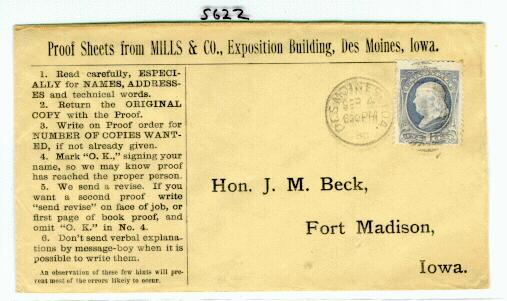 5622
Proof Sheets from MILLS & CO., Exposition Building, Des Moines, Iowa.
1. Read carefully, ESPECI-
ALLY for NAMES, ADDRESS-
ES and technical words.
2. Return the ORIGINAL
COPY with the Proof.
3. Write on Proof order for
NUMBER OF COPIES WANT-
ED, if not already given.
4. Mark "O. K.," signing your
name, so we may know proof
has reached the proper person.
5. We send a revise. If you
want a second proof write
"send revise" on face of job, or
first page of book proof, and
omit "O. K." in No. 4.
6. Don't send verbal explana-
tions by message-boy when it is
possible to write them.
An observation of these few hints will pre-
vent most of the errors likely to occur.
DES MOINES, IOA.
SEP 4
630PM
Hon. J. M. Beck,
Fort Madison,
Iowa.